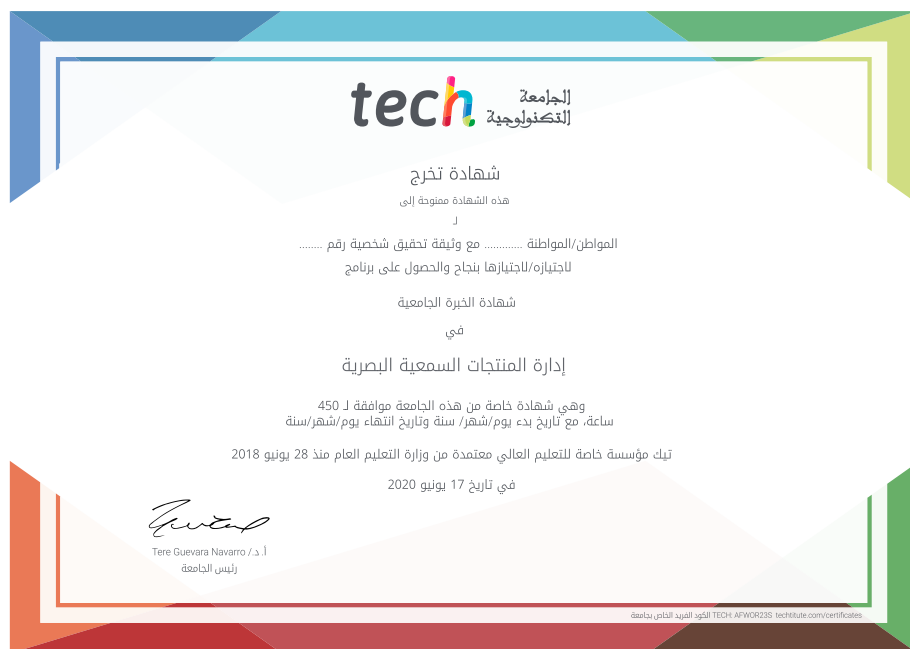 tech الجامعة
التكنولوجية
شهادة تخرج
هذه الشهادة ممنوحة إلى
لـ
المواطن/المواطنة ............. مع وثيقة تحقيق شخصية رقم ........
لاجتيازه/لاجتيازها بنجاح والحصول على برنامج
شهادة الخبرة الجامعية
في
إدارة المنتجات السمعية البصرية
وهي شهادة خاصة من هذه الجامعة موافقة لـ 450
ساعة، مع تاريخ بدء يوم/شهر/ سنة وتاريخ انتهاء يوم/شهر/سنة
تيك مؤسسة خاصة للتعليم العالي معتمدة من وزارة التعليم العام منذ 28 يونيو 2018
في تاريخ 17 يونيو 2020
أ. د./ Tere Guevara Navarro
رئيس الجامعة
الكود الفريد الخاص بجامعة TECH: AFWOR23S techtitute.com/certificates